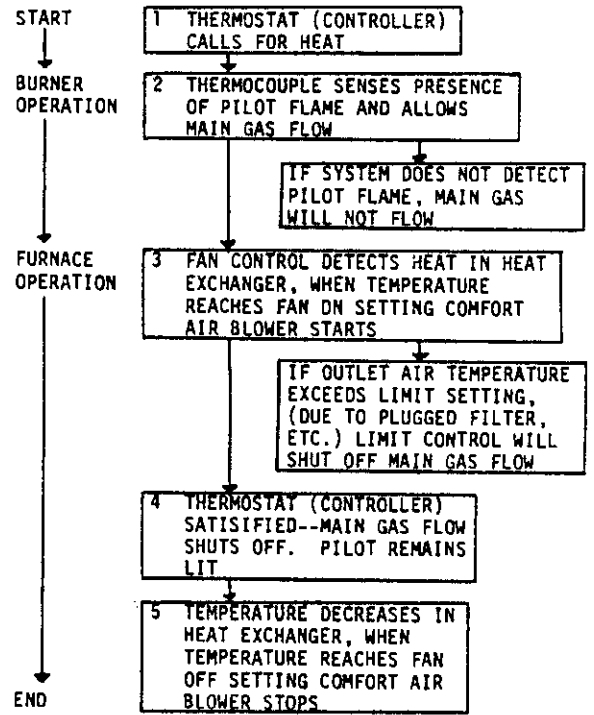 START
1 THERMOSTAT (CONTROLLER)
CALLS FOR HEAT
BURNER
OPERATION
2 THERMOCOUPLE SENSES PRESENCE
OF PILOT FLAME AND ALLOWS
MAIN GAS FLOW
IF SYSTEM DOES NOT DETECT
PILOT FLAME, MAIN GAS
WILL NOT FLOW
FURNACE
OPERATION
3 FAN CONTROL DETECTS HEAT IN HEAT
EXCHANGER, WHEN TEMPERATURE
REACHES FAN ON SETTING COMFORT
AIR BLOWER STARTS
IF OUTLET AIR TEMPERATURE
EXCEEDS LIMIT SETTING,
(DUE TO PLUGGED FILTER,
ETC.) LIMIT CONTROL WILL
SHUT OFF MAIN GAS FLOW
4 THERMOSTAT (CONTROLLER)
SATISIFIED--MAIN GAS FLOW
SHUTS OFF. PILOT REMAINS
LIT
5 TEMPERATURE DECREASES IN
HEAT EXCHANGER, WHEN
TEMPERATURE REACHES FAN
OFF SETTING COMFORT AIR
BLOWER STOPS
END